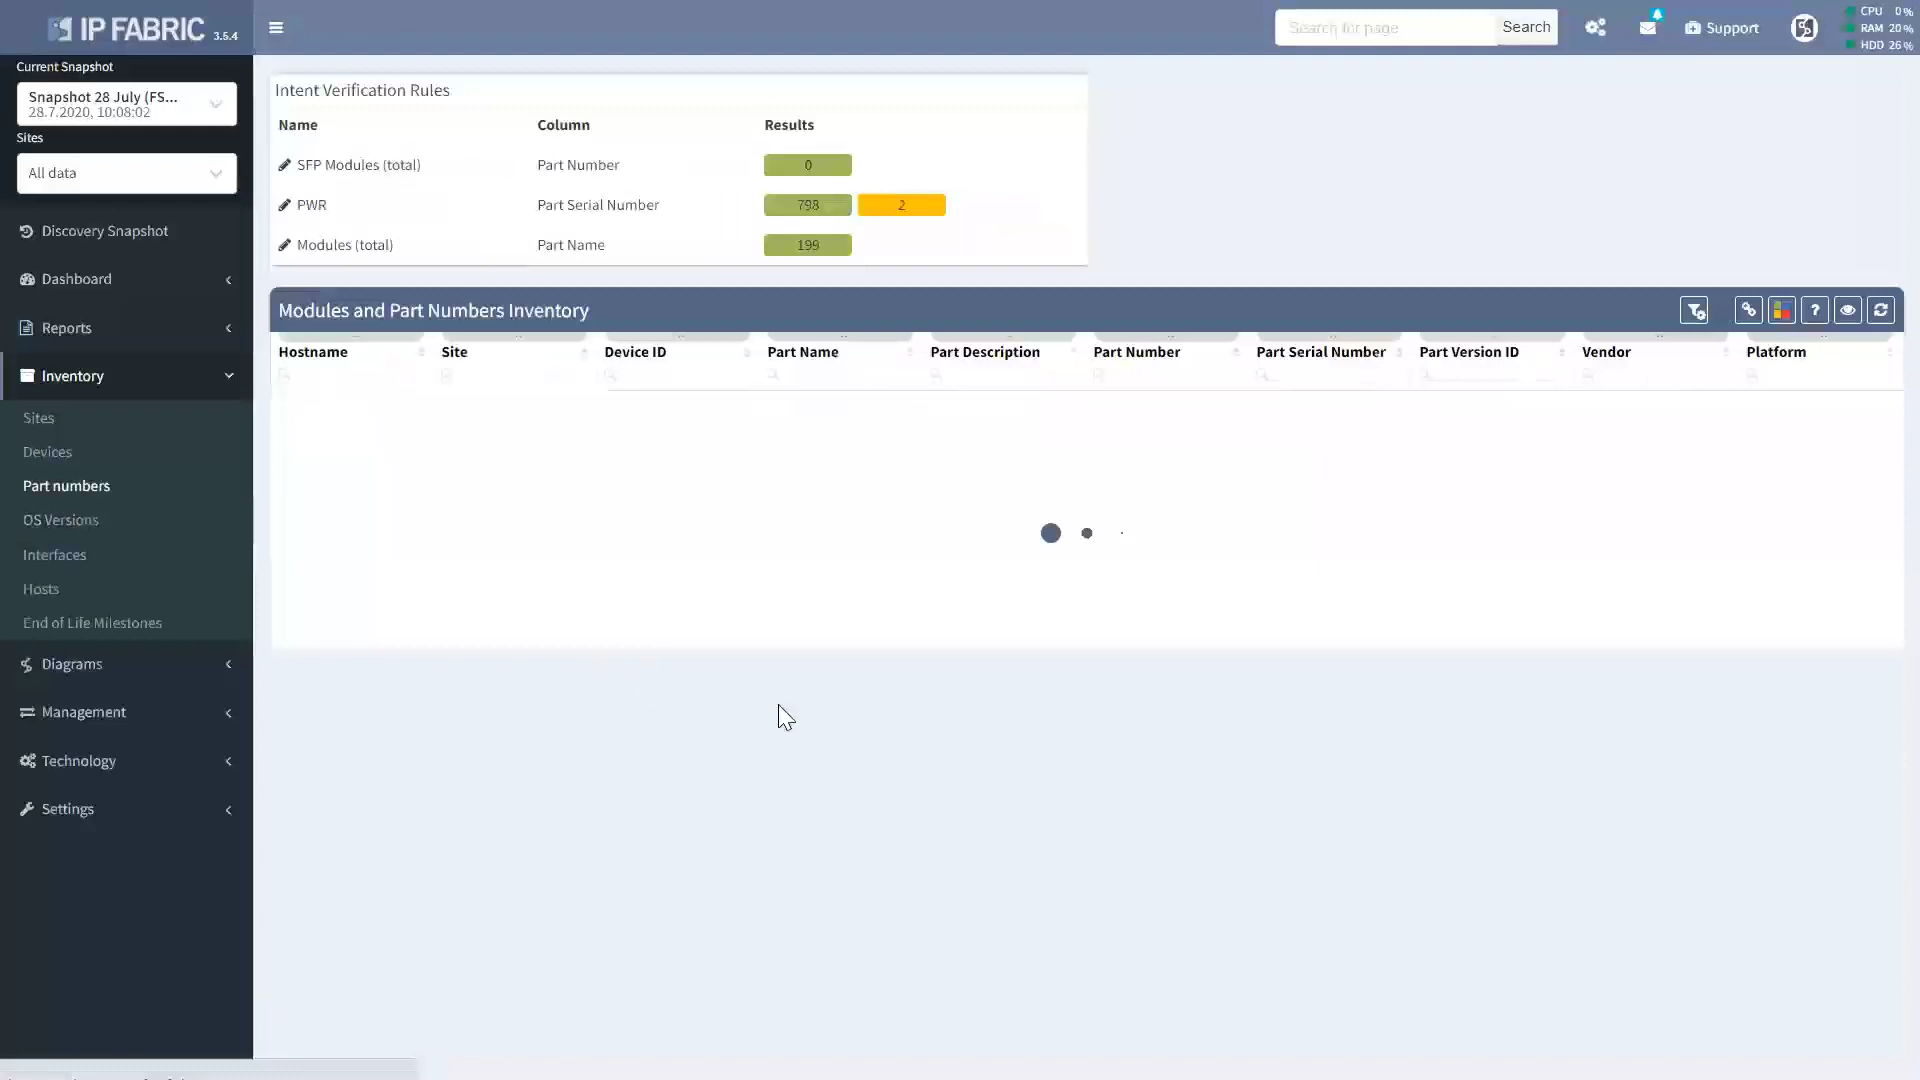 IP FABRIC 3.5.4
Search for page
Search
Support
CPU 0 %
RAM 20 %
HDD 26 %
Current Snapshot
Snapshot 28 July (FS...
28.7.2020, 10:08:02
Sites
All data
Discovery Snapshot
Dashboard
Reports
Inventory
Sites
Devices
Part numbers
OS Versions
Interfaces
Hosts
End of Life Milestones
Diagrams
Management
Technology
Settings
Intent Verification Rules
Name Column Results
SFP Modules (total) Part Number 0
PWR Part Serial Number 798 2
Modules (total) Part Name 199
Modules and Part Numbers Inventory
?
Hostname Site Device ID Part Name Part Description Part Number Part Serial Number Part Version ID Vendor Platform